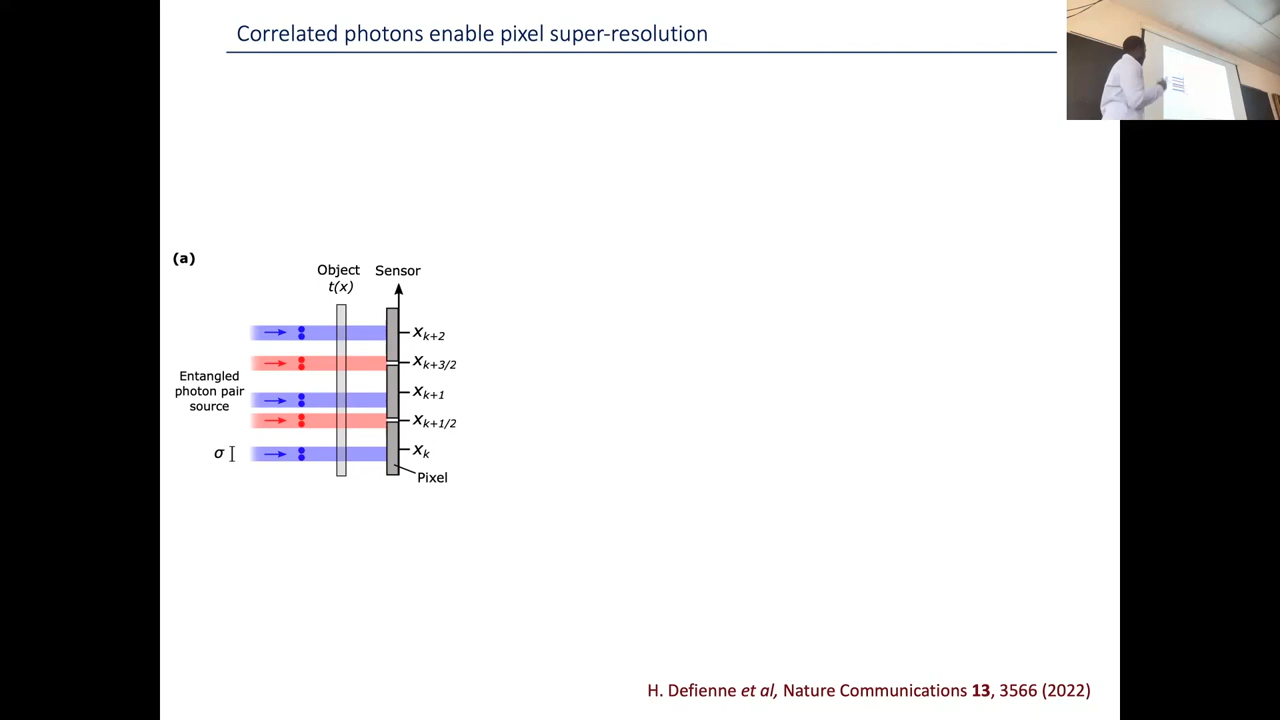 Correlated photons enable pixel super-resolution
(a)
Object
t(x)
Sensor
x_{k+2}
x_{k+3/2}
Entangled
photon pair
source
x_{k+1}
x_{k+1/2}
σ
x_k
Pixel
H. Defienne et al, Nature Communications 13, 3566 (2022)